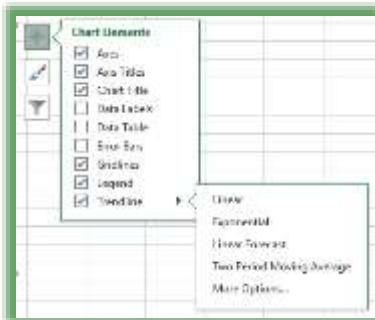 Chart Elements
Axes
Axis Titles
Chart Title
Data Labels
Data Table
Error Bars
Gridlines
Legend
Trendline
Linear
Exponential
Linear Forecast
Two Period Moving Average
More Options...